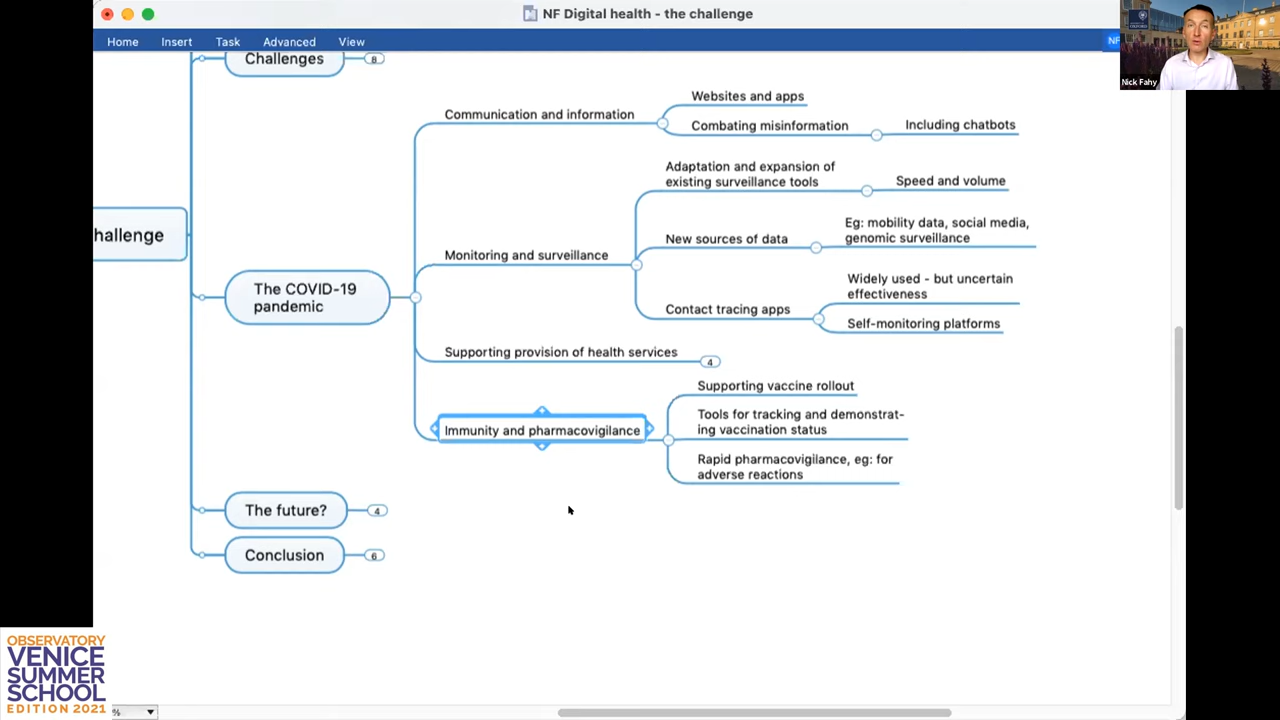 NF Digital health - the challenge
Home Insert Task Advanced View
NF
Nick Fahy
Challenges 8
Communication and information
Websites and apps
Combating misinformation
Including chatbots
Adaptation and expansion of
existing surveillance tools
Speed and volume
hallenge
Monitoring and surveillance
New sources of data
Eg: mobility data, social media,
genomic surveillance
The COVID-19
pandemic
Contact tracing apps
Widely used - but uncertain
effectiveness
Self-monitoring platforms
Supporting provision of health services 4
Immunity and pharmacovigilance
Supporting vaccine rollout
Tools for tracking and demonstrat-
ing vaccination status
Rapid pharmacovigilance, eg: for
adverse reactions
The future? 4
Conclusion 6
OBSERVATORY
VENICE
SUMMER
SCHOOL
EDITION 2021
%